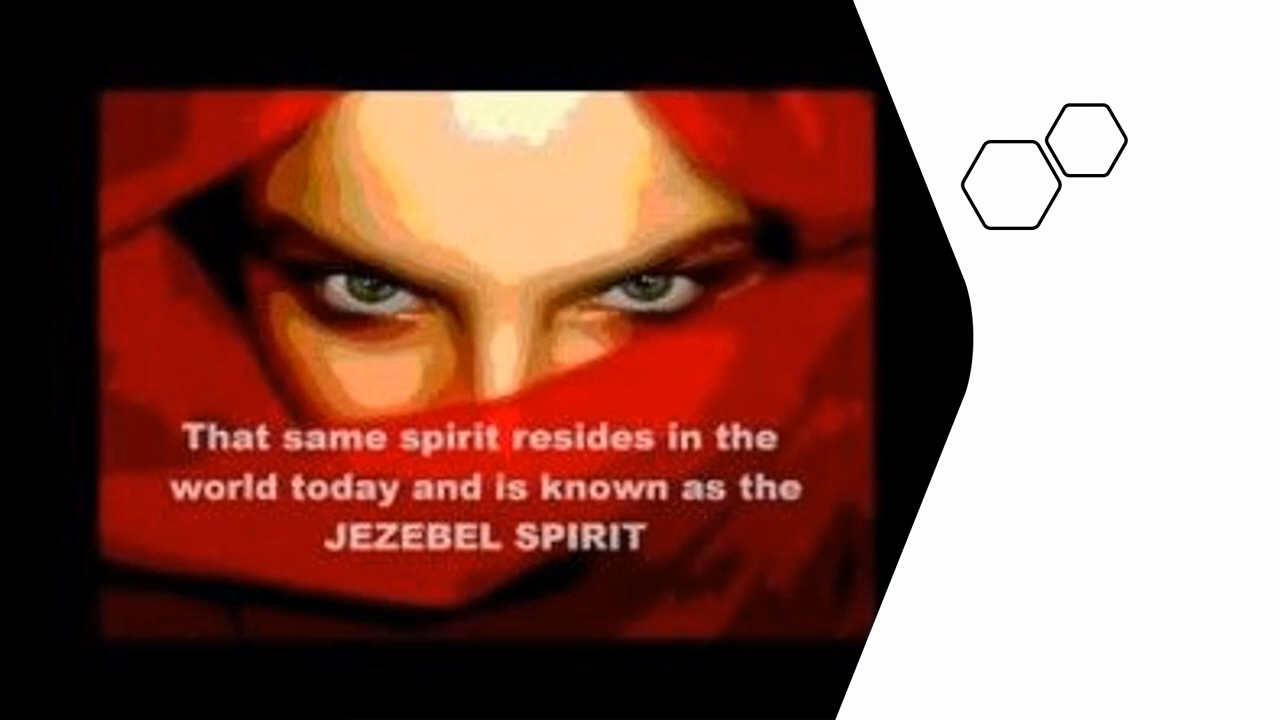 That same spirit resides in the
world today and is known as the
JEZEBEL SPIRIT